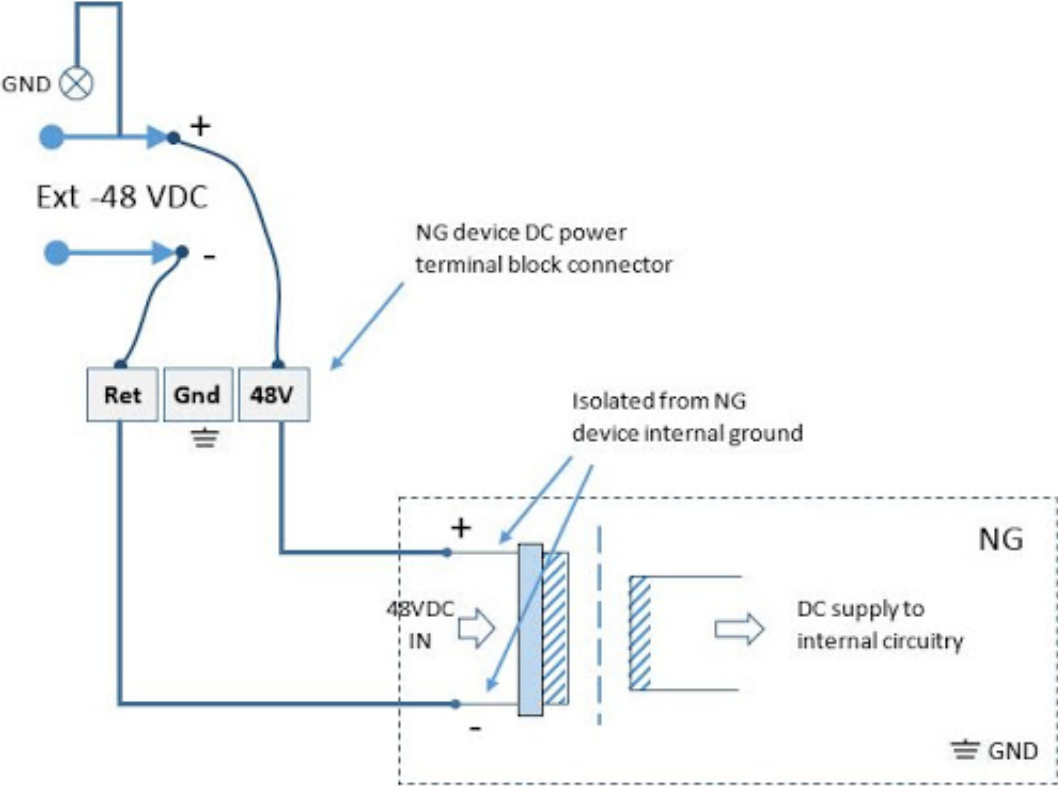 GND
+
Ext -48 VDC
-
NG device DC power
terminal block connector
Ret
Gnd
48V
Isolated from NG
device internal ground
+
NG
48VDC
IN
DC supply to
internal circuitry
-
GND